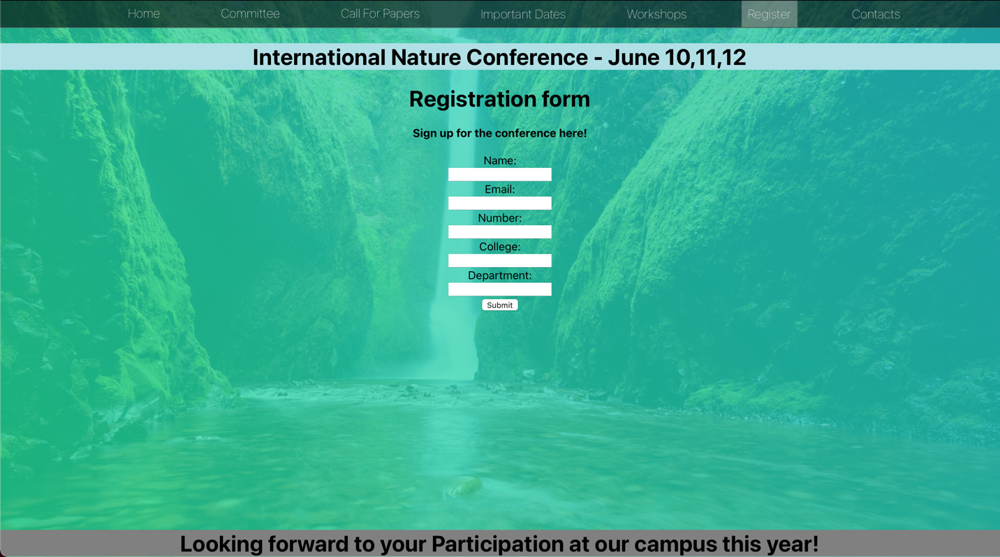 Home Committee Call For Papers Important Dates Workshops Register Contacts
International Nature Conference - June 10,11,12
Registration form
Sign up for the conference here!
Name:
Email:
Number:
College:
Department:
Submit
Looking forward to your Participation at our campus this year!